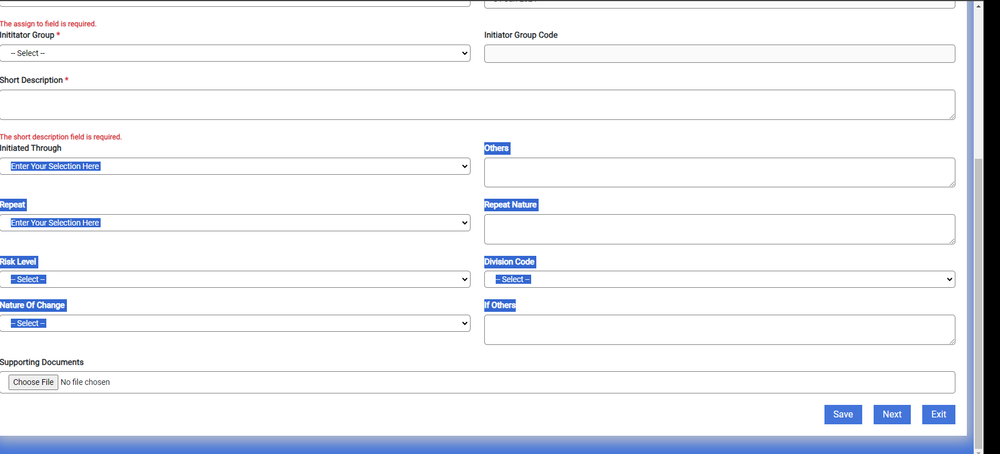 The assign to field is required.
Inititator Group *
Initiator Group Code
-- Select --
Short Description *
The short description field is required.
Initiated Through
Others
Enter Your Selection Here
Repeat
Repeat Nature
Enter Your Selection Here
Risk Level
Division Code
-- Select --
-- Select --
Nature Of Change
If Others
-- Select --
Supporting Documents
Choose File No file chosen
Save Next Exit